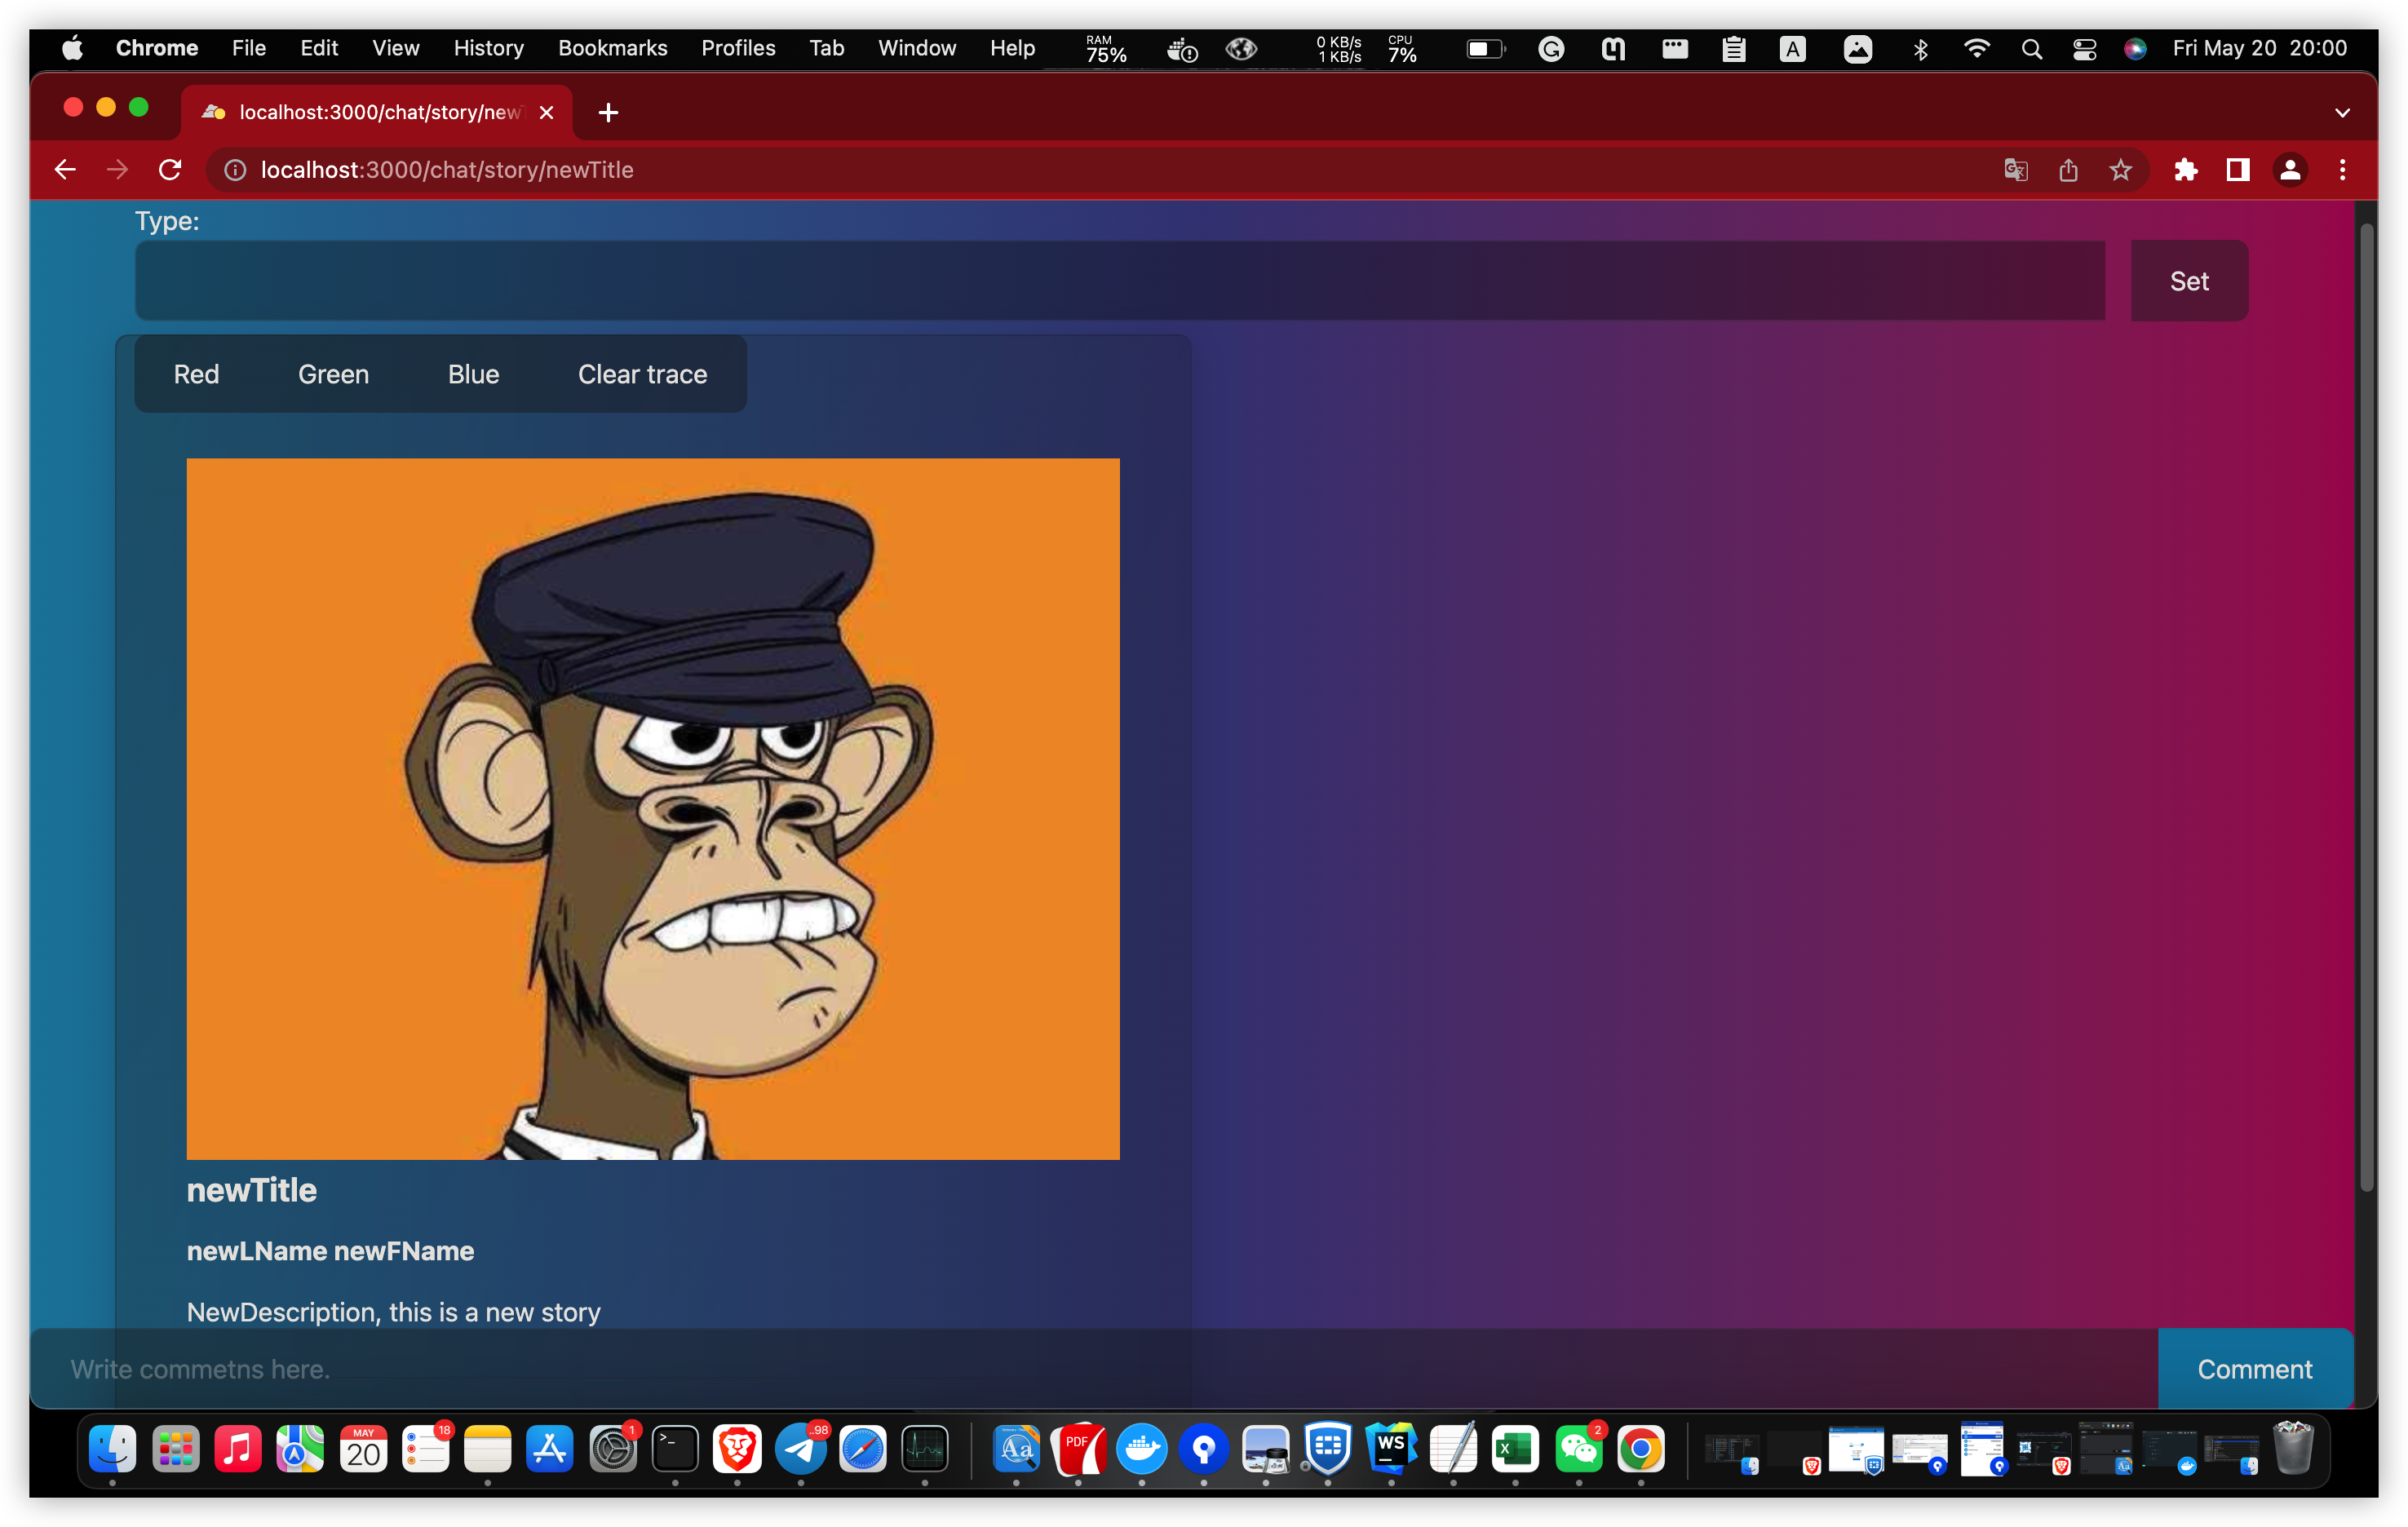 Chrome File Edit View History Bookmarks Profiles Tab Window Help RAM 75% 0 KB/s 1 KB/s CPU 7% A Fri May 20 20:00
localhost:3000/chat/story/new
localhost:3000/chat/story/newTitle
Type:
Set
Red Green Blue Clear trace
newTitle
newLName newFName
NewDescription, this is a new story
Write commetns here. Comment
MAY 20 18 1 >_ ..98 Aa PDF WS X 2